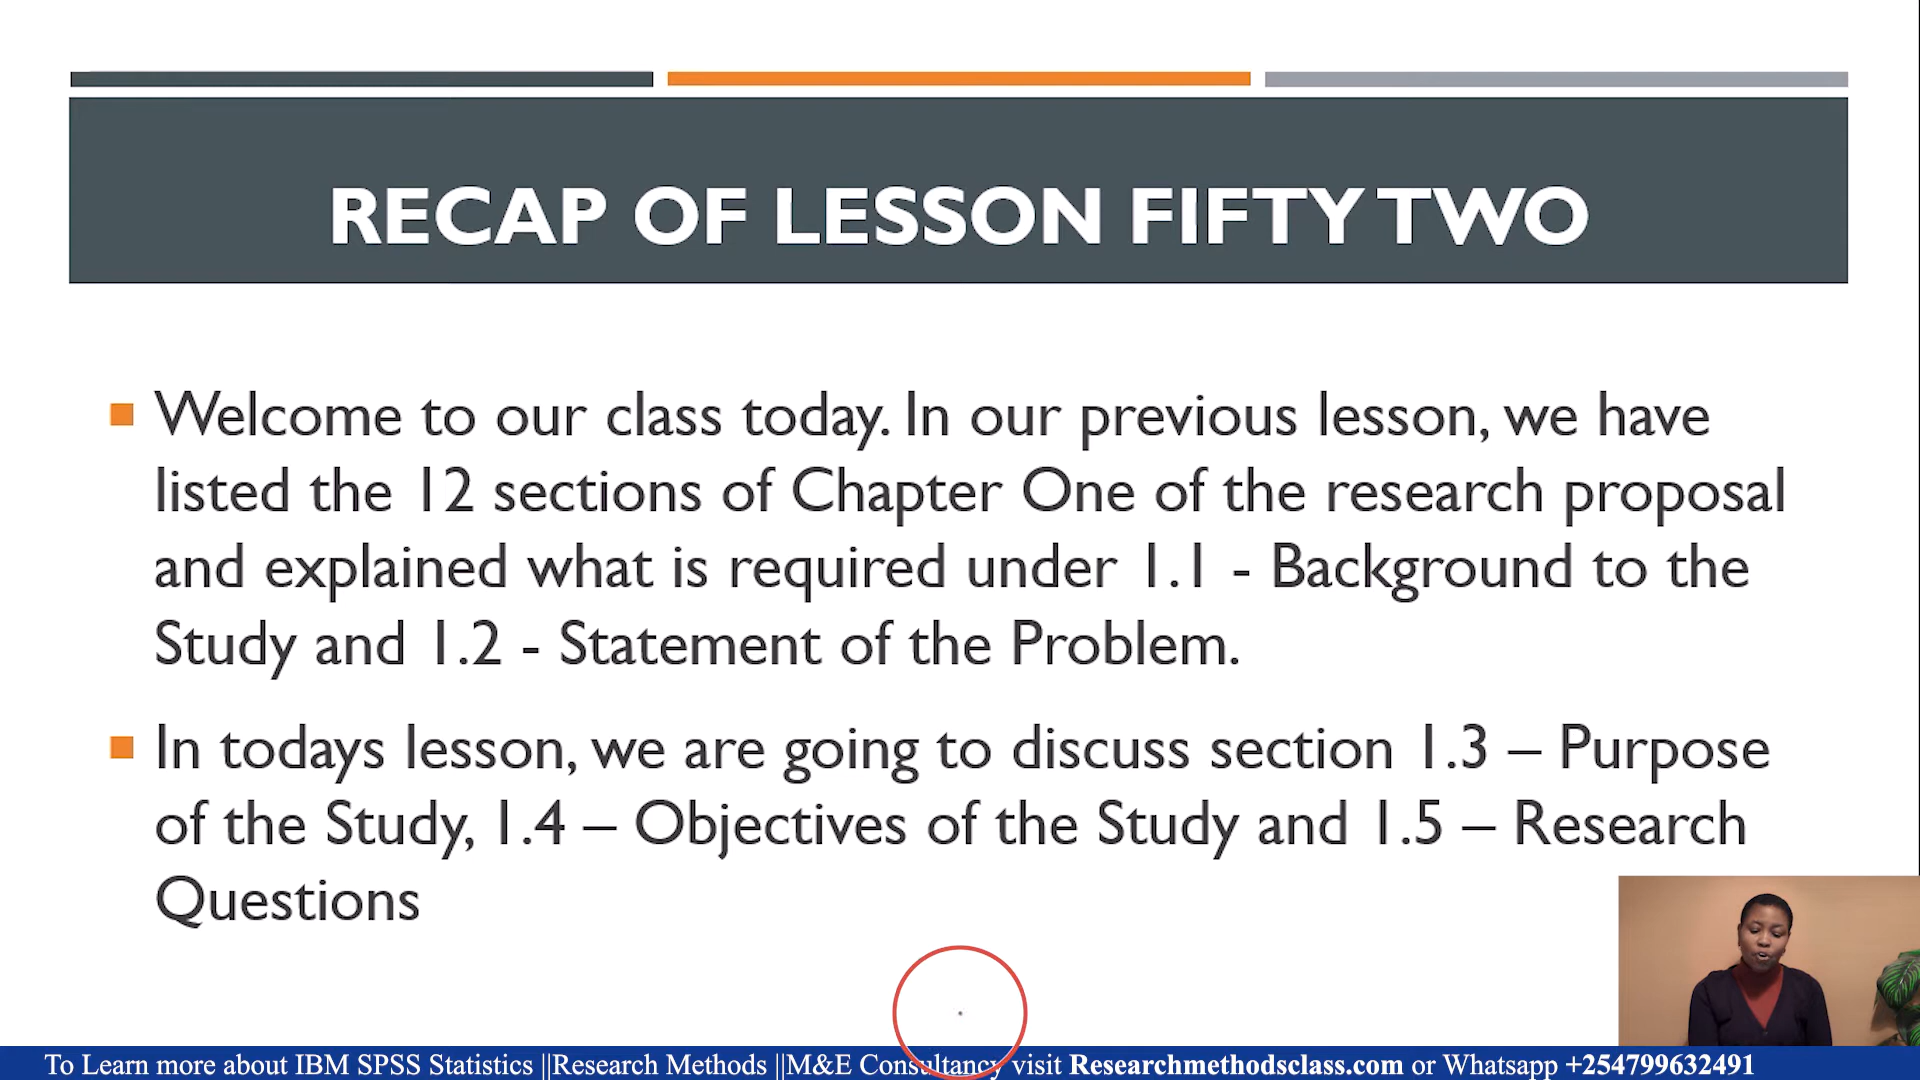 RECAP OF LESSON FIFTY TWO
Welcome to our class today. In our previous lesson, we have
listed the 12 sections of Chapter One of the research proposal
and explained what is required under 1.1 - Background to the
Study and 1.2 - Statement of the Problem.
In todays lesson, we are going to discuss section 1.3 – Purpose
of the Study, 1.4 – Objectives of the Study and 1.5 – Research
Questions
To Learn more about IBM SPSS Statistics ||Research Methods ||M&E Consultancy visit Researchmethodsclass.com or Whatsapp +254799632491